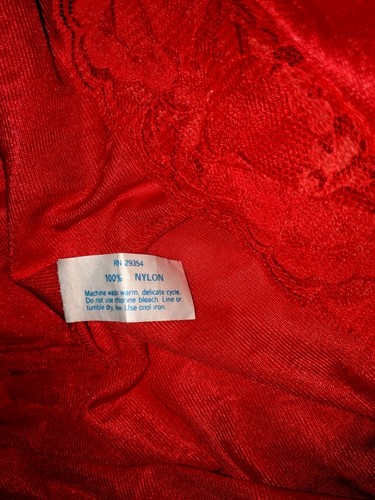 RN 29354
100% NYLON
Machine wash warm, delicate cycle.
Do not use chlorine bleach. Line or
tumble dry, low. Use cool iron.